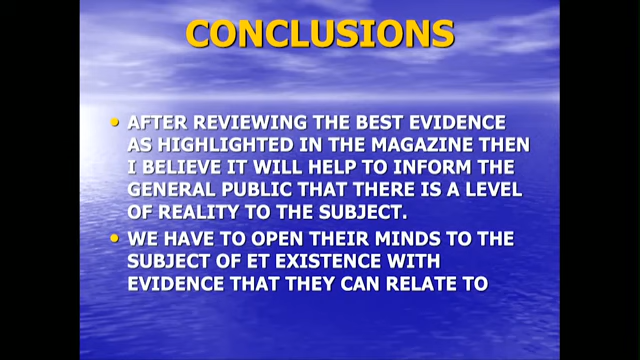 CONCLUSIONS
• AFTER REVIEWING THE BEST EVIDENCE
AS HIGHLIGHTED IN THE MAGAZINE THEN
I BELIEVE IT WILL HELP TO INFORM THE
GENERAL PUBLIC THAT THERE IS A LEVEL
OF REALITY TO THE SUBJECT.
• WE HAVE TO OPEN THEIR MINDS TO THE
SUBJECT OF ET EXISTENCE WITH
EVIDENCE THAT THEY CAN RELATE TO